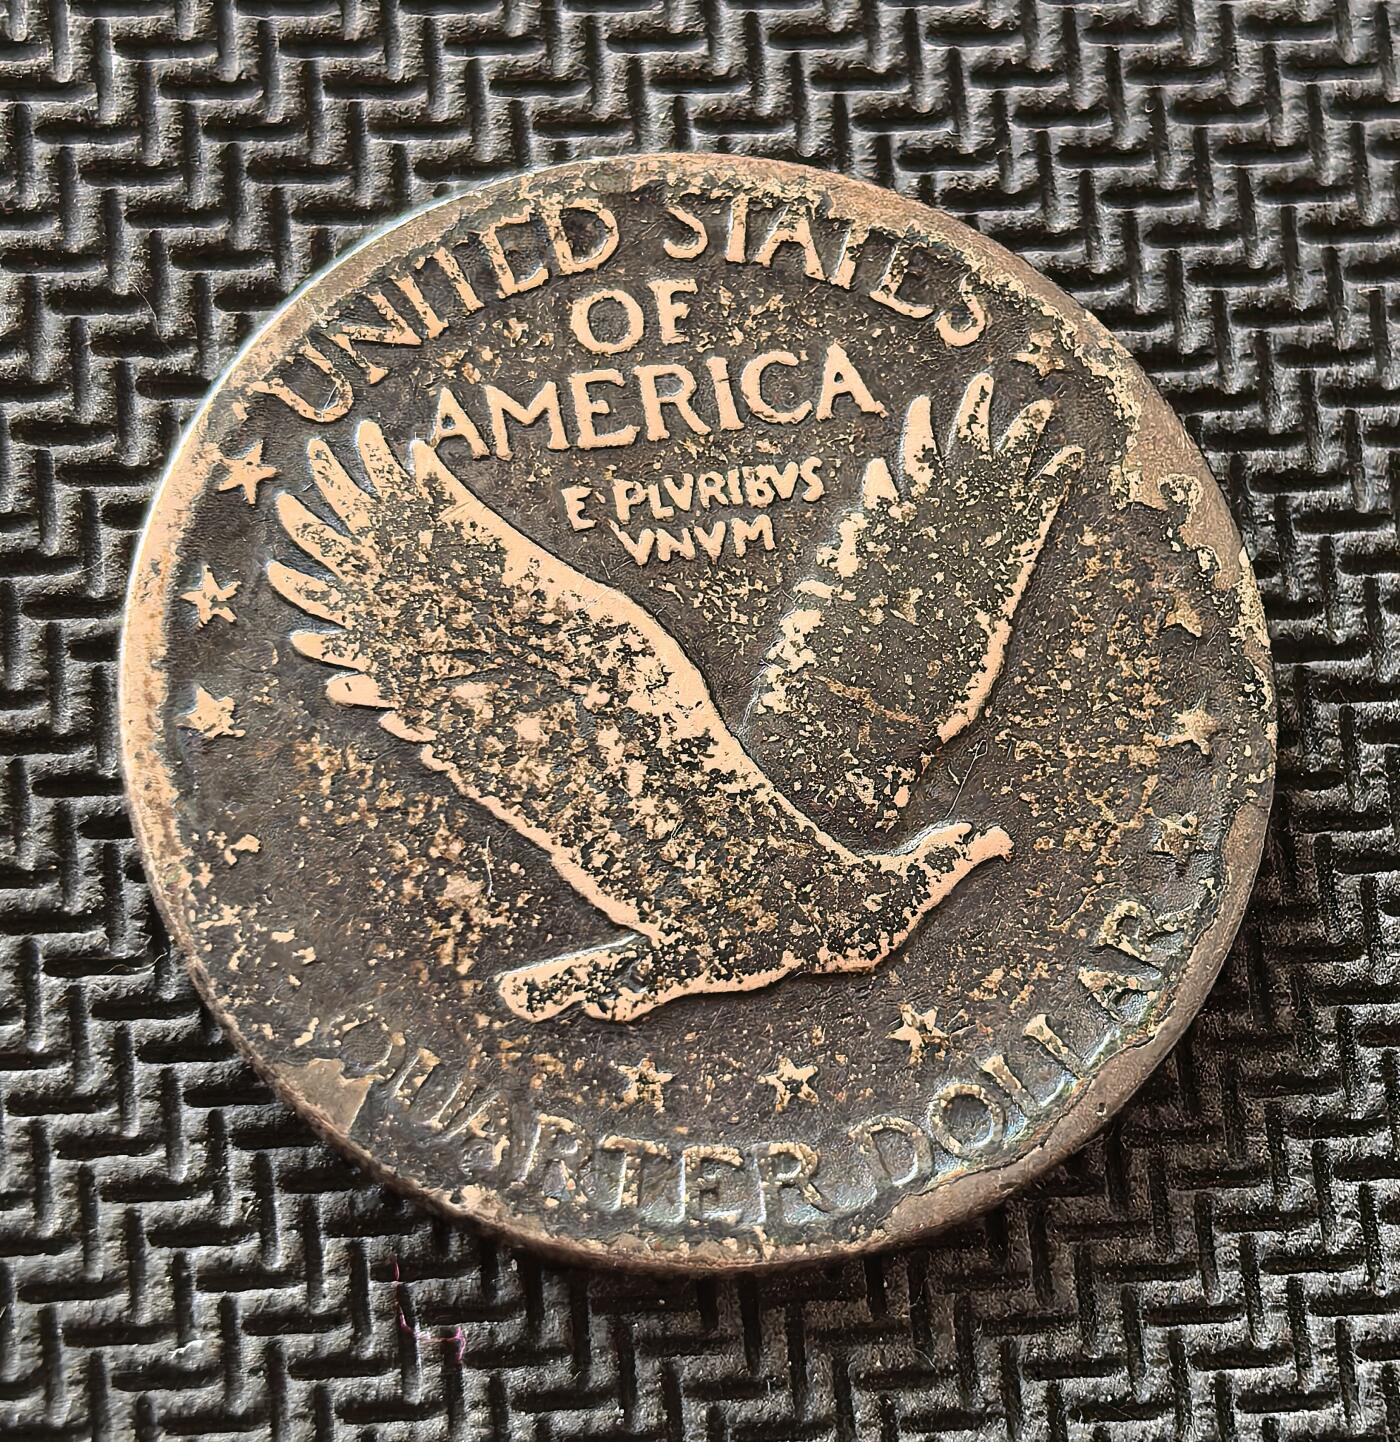 UNITED STATES
OF
AMERICA
E PLVRIBVS
VNVM
QUARTER DOLLAR